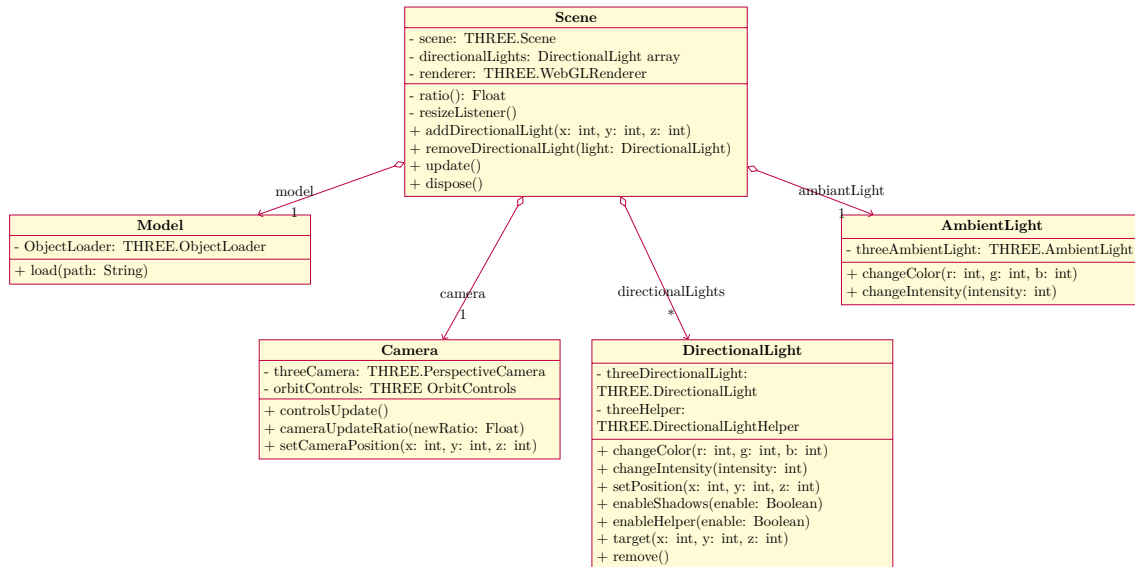 Scene
- scene: THREE.Scene
- directionalLights: DirectionalLight array
- renderer: THREE.WebGLRenderer
- ratio(): Float
- resizeListener()
+ addDirectionalLight(x: int, y: int, z: int)
+ removeDirectionalLight(light: DirectionalLight)
+ update()
+ dispose()
model
1
ambiantLight
1
Model
- ObjectLoader: THREE.ObjectLoader
+ load(path: String)
AmbientLight
- threeAmbientLight: THREE.AmbientLight
+ changeColor(r: int, g: int, b: int)
+ changeIntensity(intensity: int)
camera
1
directionalLights
*
Camera
- threeCamera: THREE.PerspectiveCamera
- orbitControls: THREE OrbitControls
+ controlsUpdate()
+ cameraUpdateRatio(newRatio: Float)
+ setCameraPosition(x: int, y: int, z: int)
DirectionalLight
- threeDirectionalLight:
THREE.DirectionalLight
- threeHelper:
THREE.DirectionalLightHelper
+ changeColor(r: int, g: int, b: int)
+ changeIntensity(intensity: int)
+ setPosition(x: int, y: int, z: int)
+ enableShadows(enable: Boolean)
+ enableHelper(enable: Boolean)
+ target(x: int, y: int, z: int)
+ remove()